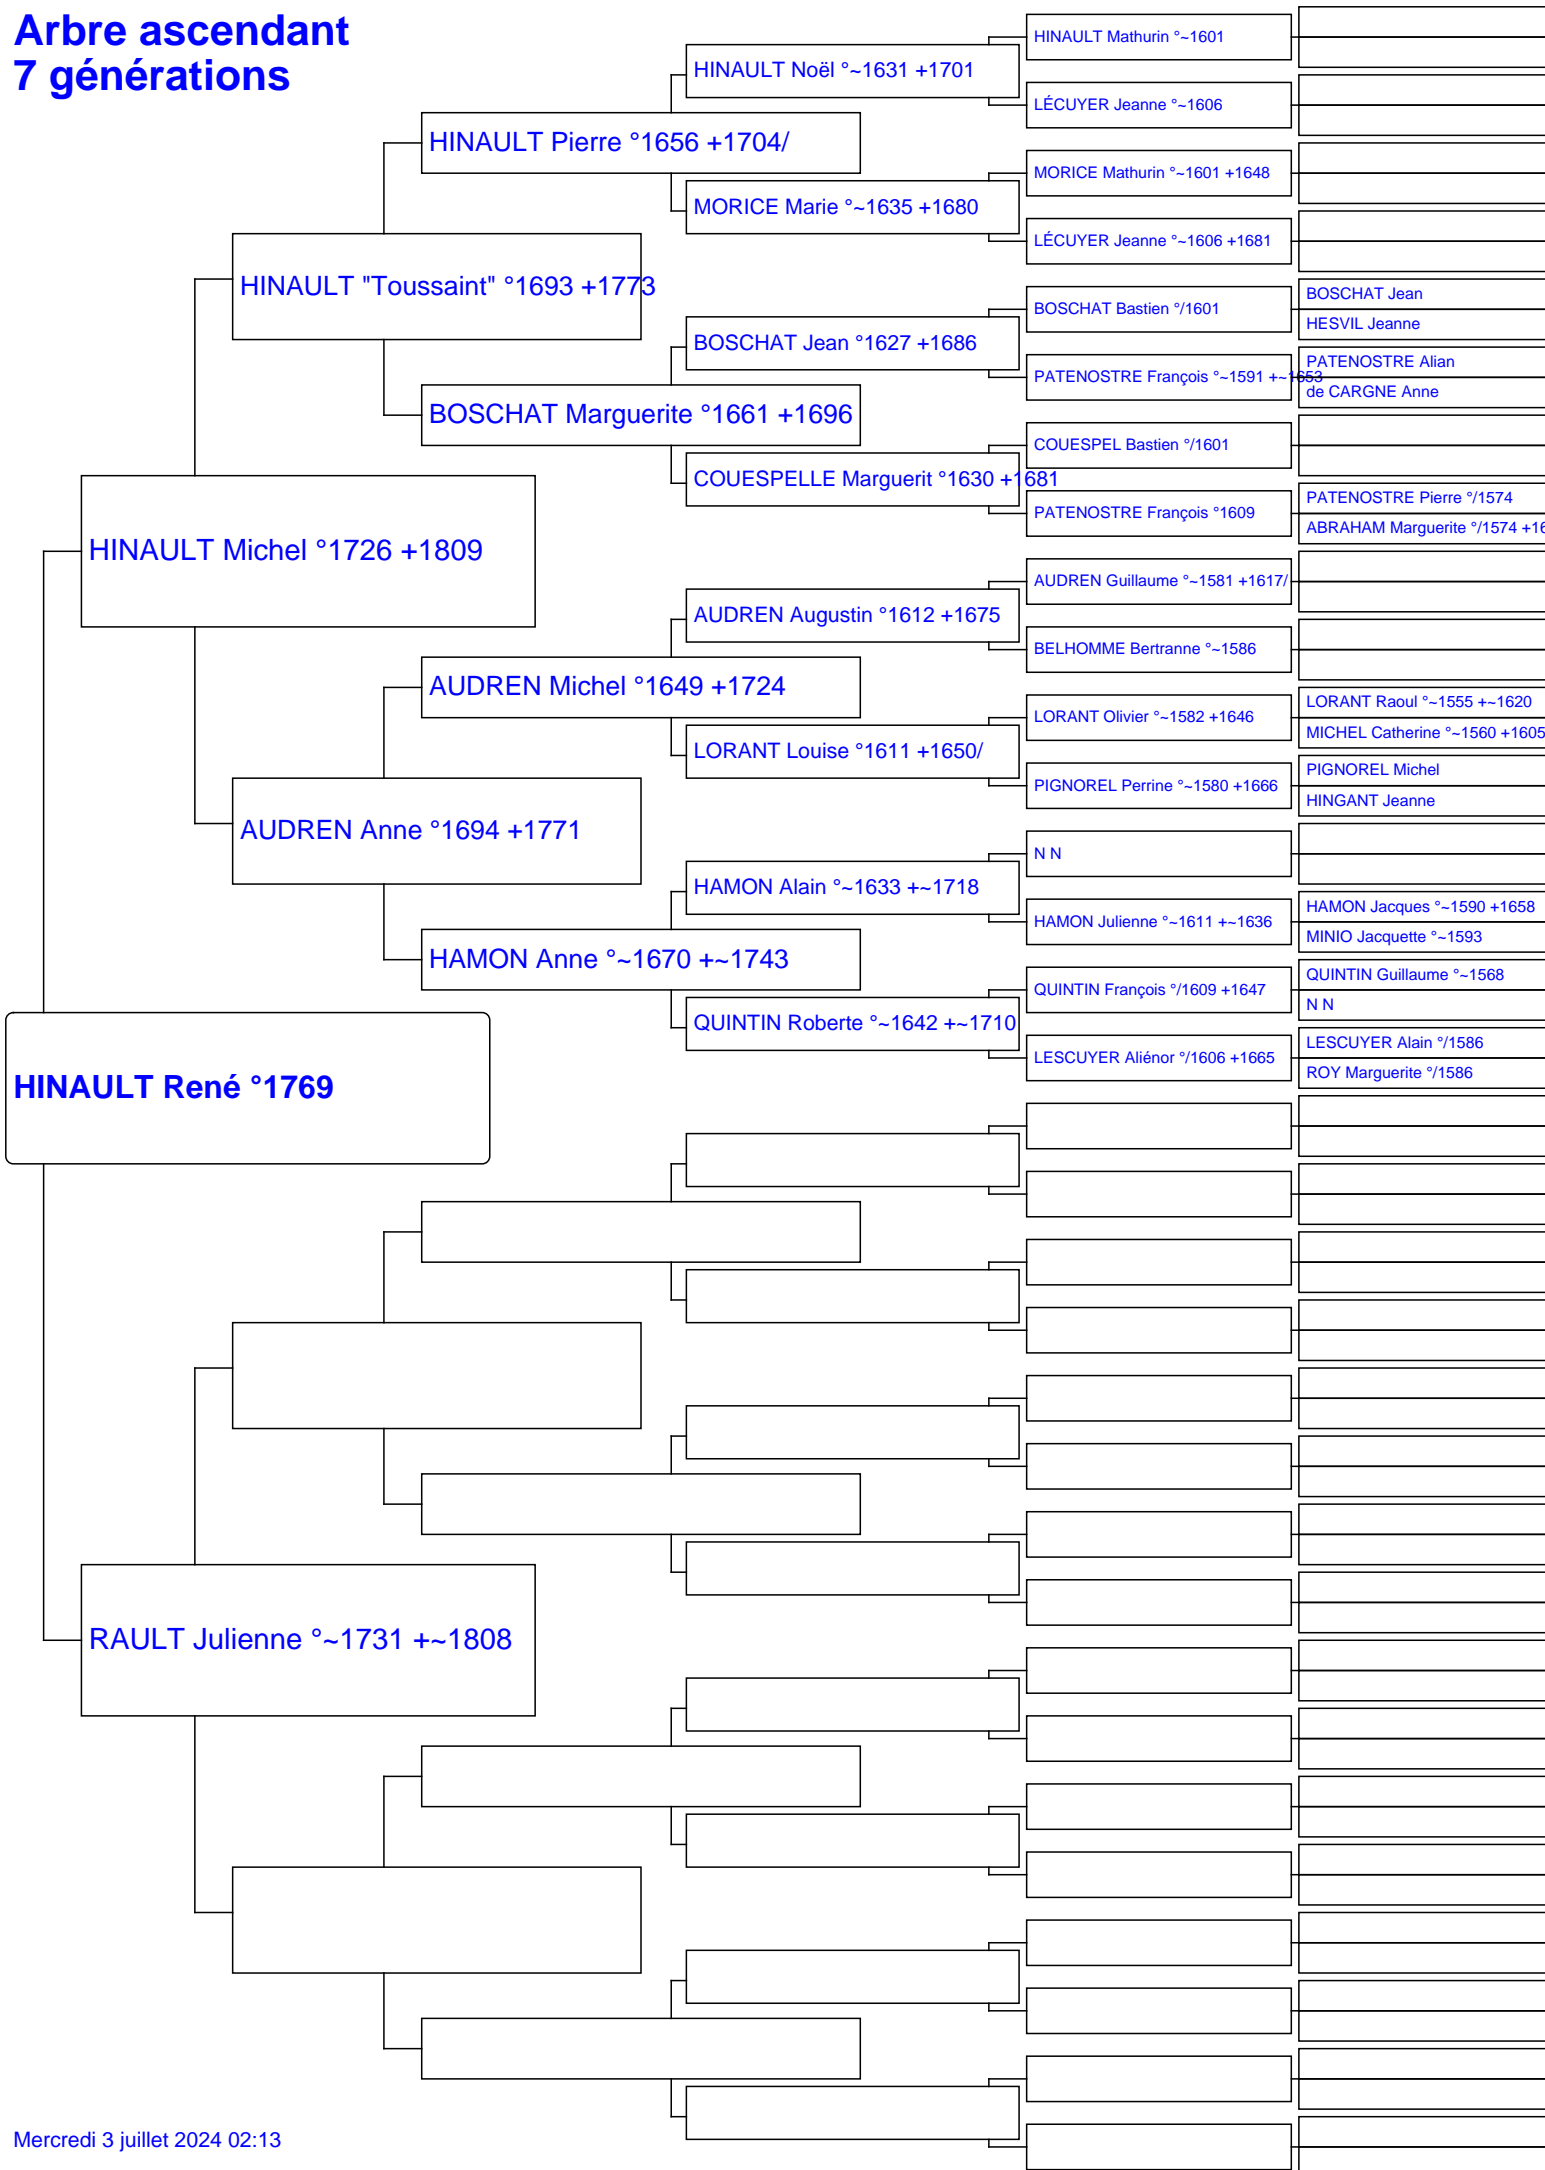 Arbre ascendant
7 générations
HINAULT René °1769
HINAULT Michel °1726 +1809
RAULT Julienne °~1731 +~1808
HINAULT "Toussaint" °1693 +1773
AUDREN Anne °1694 +1771
HINAULT Pierre °1656 +1704/
BOSCHAT Marguerite °1661 +1696
AUDREN Michel °1649 +1724
HAMON Anne °~1670 +~1743
HINAULT Noël °~1631 +1701
MORICE Marie °~1635 +1680
BOSCHAT Jean °1627 +1686
COUESPELLE Marguerit °1630 +1681
AUDREN Augustin °1612 +1675
LORANT Louise °1611 +1650/
HAMON Alain °~1633 +~1718
QUINTIN Roberte °~1642 +~1710
HINAULT Mathurin °~1601
LÉCUYER Jeanne °~1606
MORICE Mathurin °~1601 +1648
LÉCUYER Jeanne °~1606 +1681
BOSCHAT Bastien °/1601
PATENOSTRE François °~1591 +~1653
COUESPEL Bastien °/1601
PATENOSTRE François °1609
AUDREN Guillaume °~1581 +1617/
BELHOMME Bertranne °~1586
LORANT Olivier °~1582 +1646
PIGNOREL Perrine °~1580 +1666
N N
HAMON Julienne °~1611 +~1636
QUINTIN François °/1609 +1647
LESCUYER Aliénor °/1606 +1665
BOSCHAT Jean
HESVIL Jeanne
PATENOSTRE Alian
de CARGNE Anne
PATENOSTRE Pierre °/1574
ABRAHAM Marguerite °/1574 +16
LORANT Raoul °~1555 +~1620
MICHEL Catherine °~1560 +1605
PIGNOREL Michel
HINGANT Jeanne
HAMON Jacques °~1590 +1658
MINIO Jacquette °~1593
QUINTIN Guillaume °~1568
N N
LESCUYER Alain °/1586
ROY Marguerite °/1586
Mercredi 3 juillet 2024 02:13